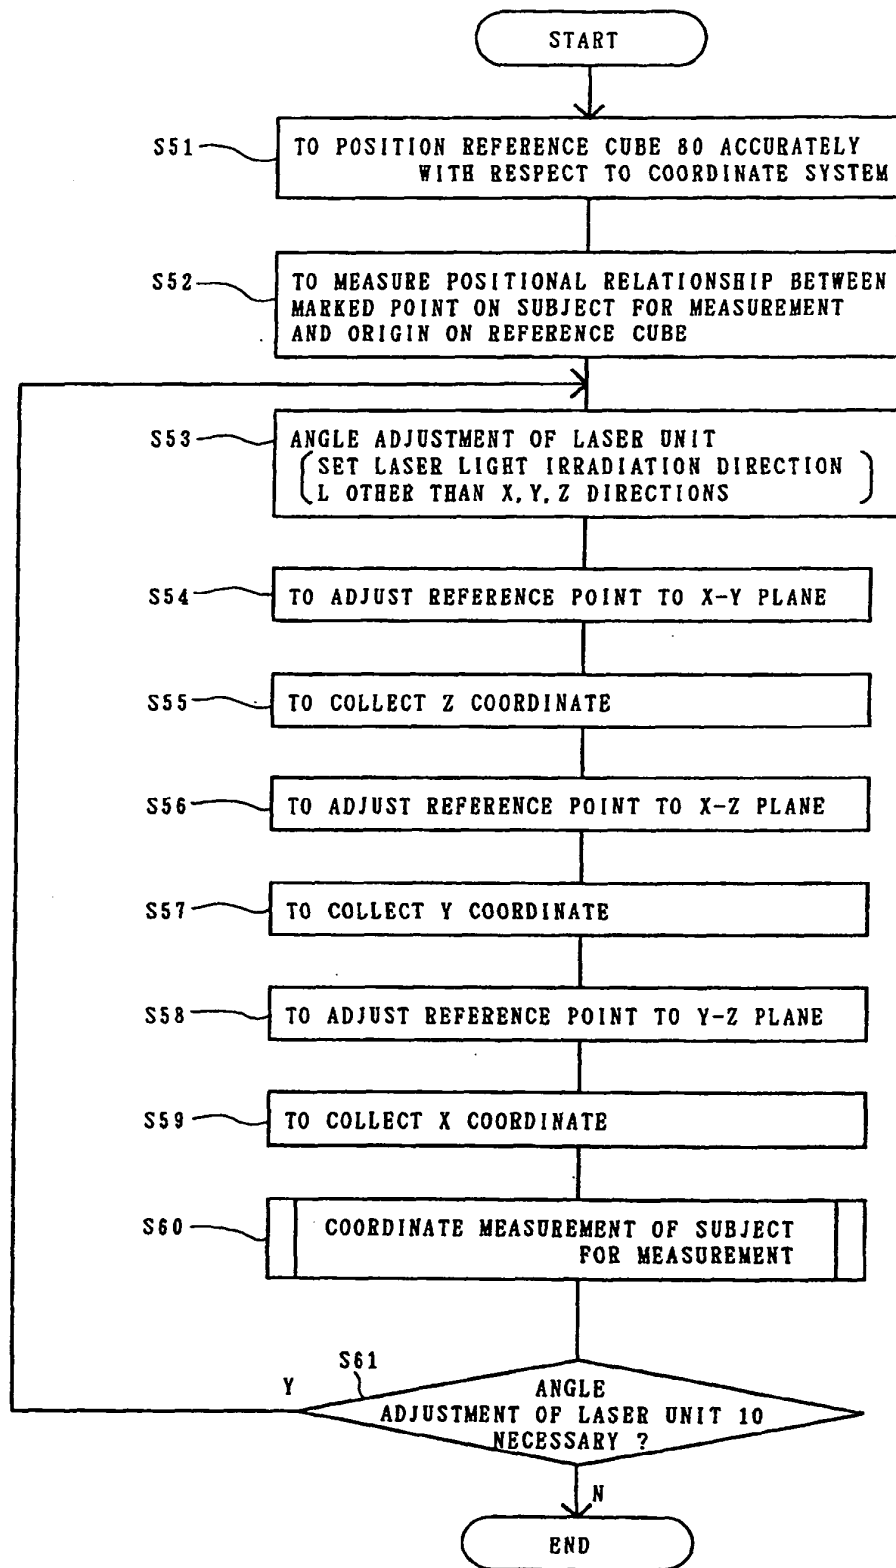 START
S51
TO POSITION REFERENCE CUBE 80 ACCURATELY
WITH RESPECT TO COORDINATE SYSTEM
S52
TO MEASURE POSITIONAL RELATIONSHIP BETWEEN
MARKED POINT ON SUBJECT FOR MEASUREMENT
AND ORIGIN ON REFERENCE CUBE
S53
ANGLE ADJUSTMENT OF LASER UNIT
(SET LASER LIGHT IRRADIATION DIRECTION
L OTHER THAN X,Y,Z DIRECTIONS)
S54
TO ADJUST REFERENCE POINT TO X-Y PLANE
S55
TO COLLECT Z COORDINATE
S56
TO ADJUST REFERENCE POINT TO X-Z PLANE
S57
TO COLLECT Y COORDINATE
S58
TO ADJUST REFERENCE POINT TO Y-Z PLANE
S59
TO COLLECT X COORDINATE
S60
COORDINATE MEASUREMENT OF SUBJECT
FOR MEASUREMENT
S61
Y
ANGLE
ADJUSTMENT OF LASER UNIT 10
NECESSARY ?
N
END